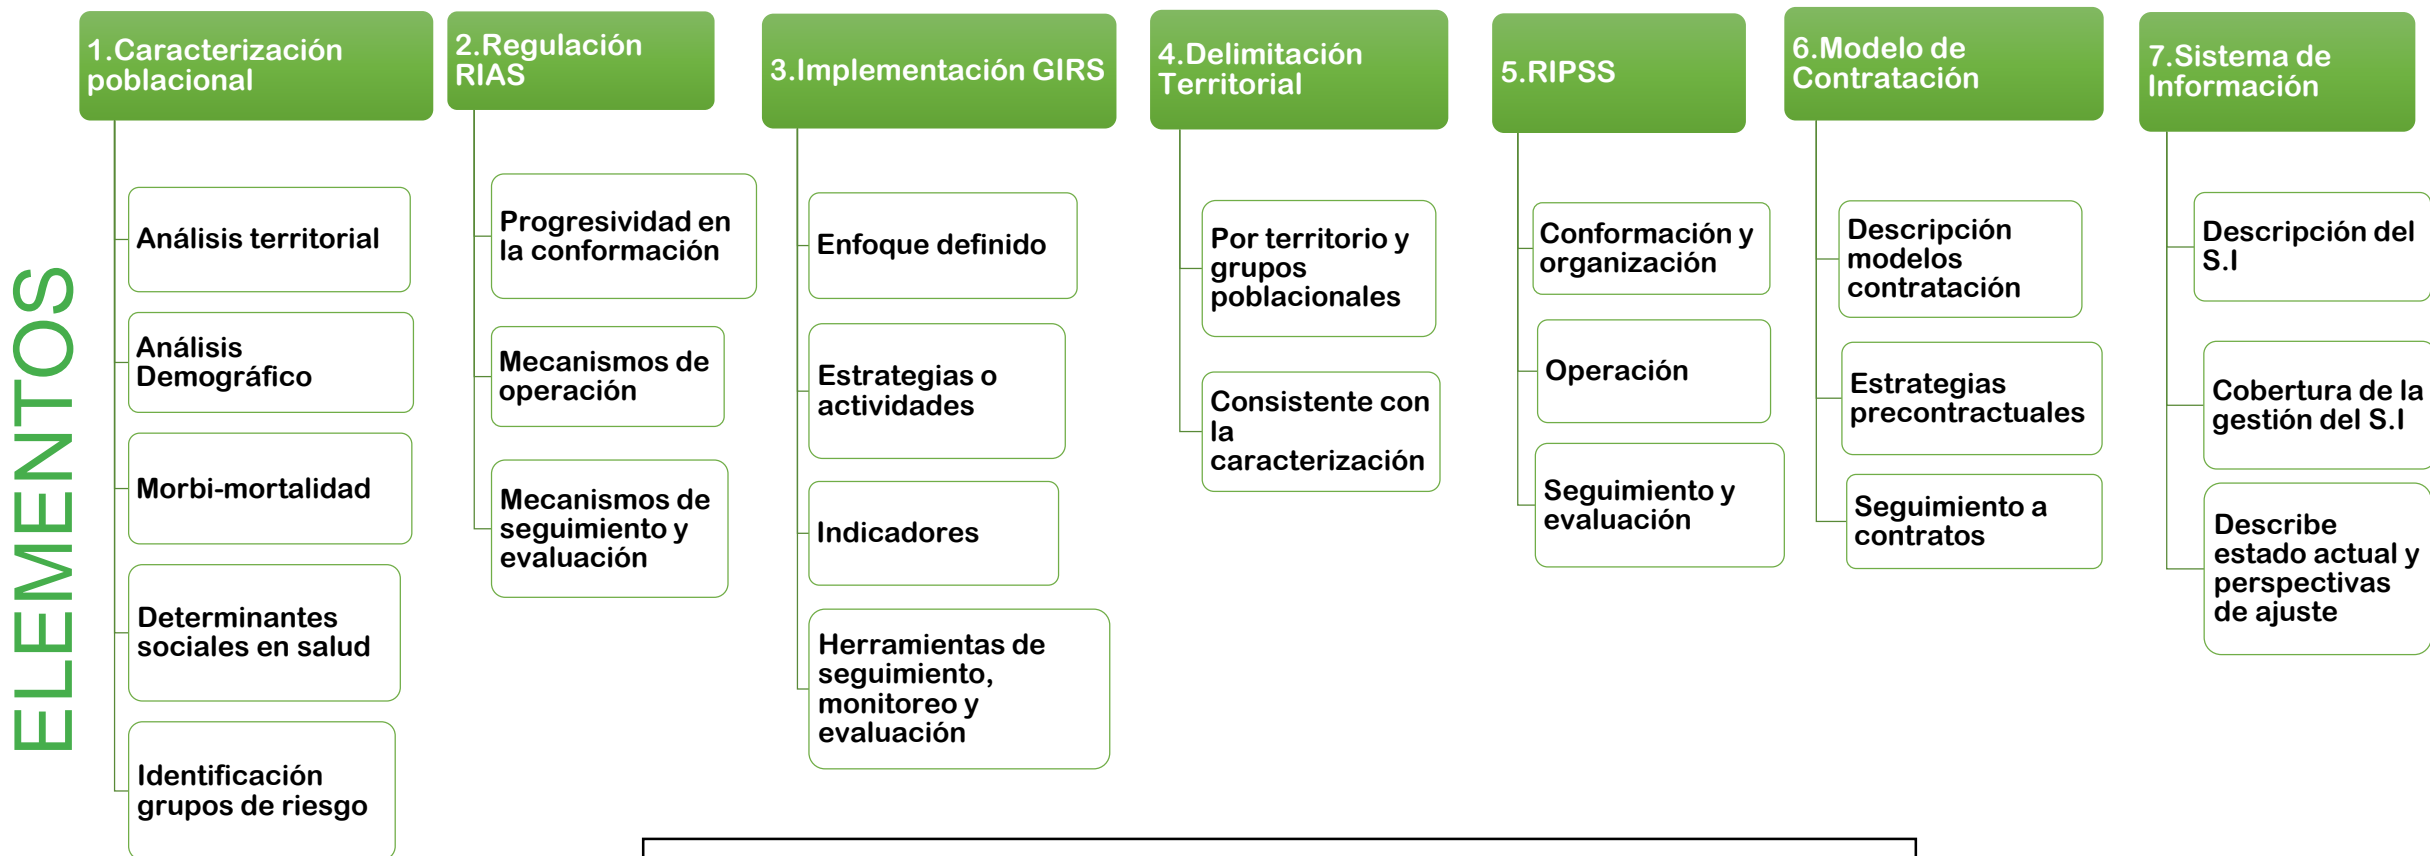 ELEMENTOS
1.Caracterización
poblacional
Análisis territorial
Análisis
Demográfico
Morbi-mortalidad
Determinantes
sociales en salud
Identificación
grupos de riesgo
2.Regulación
RIAS
Progresividad en
la conformación
Mecanismos de
operación
Mecanismos de
seguimiento y
evaluación
3.Implementación GIRS
Enfoque definido
Estrategias o
actividades
Indicadores
Herramientas de
seguimiento,
monitoreo y
evaluación
4.Delimitación
Territorial
Por territorio y
grupos
poblacionales
Consistente con
la
caracterización
5.RIPSS
Conformación y
organización
Operación
Seguimiento y
evaluación
6.Modelo de
Contratación
Descripción
modelos
contratación
Estrategias
precontractuales
Seguimiento a
contratos
7.Sistema de
Información
Descripción del
S.I
Cobertura de la
gestión del S.I
Describe
estado actual y
perspectivas
de ajuste